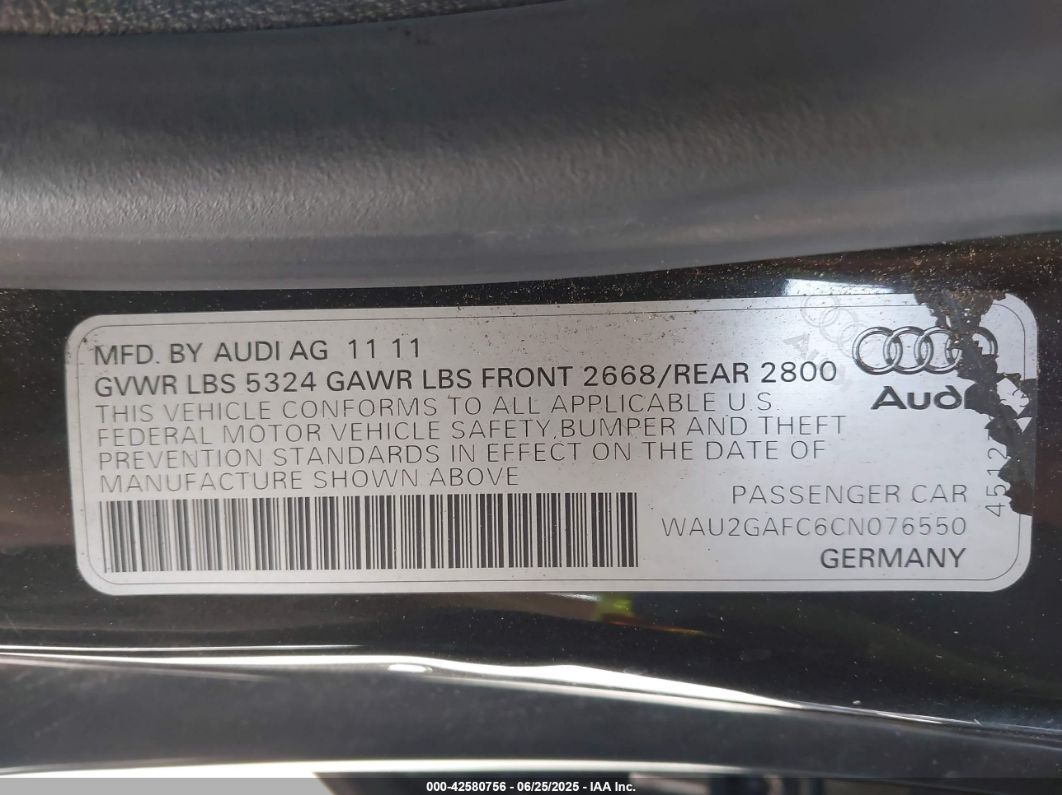 MFD. BY AUDI AG 11 11
GVWR LBS 5324 GAWR LBS FRONT 2668/REAR 2800
THIS VEHICLE CONFORMS TO ALL APPLICABLE U.S.
FEDERAL MOTOR VEHICLE SAFETY,BUMPER AND THEFT
PREVENTION STANDARDS IN EFFECT ON THE DATE OF
MANUFACTURE SHOWN ABOVE
PASSENGER CAR
WAU2GAFC6CN076550
GERMANY
Audi
000-42580756 - 06/25/2025 - IAA Inc.